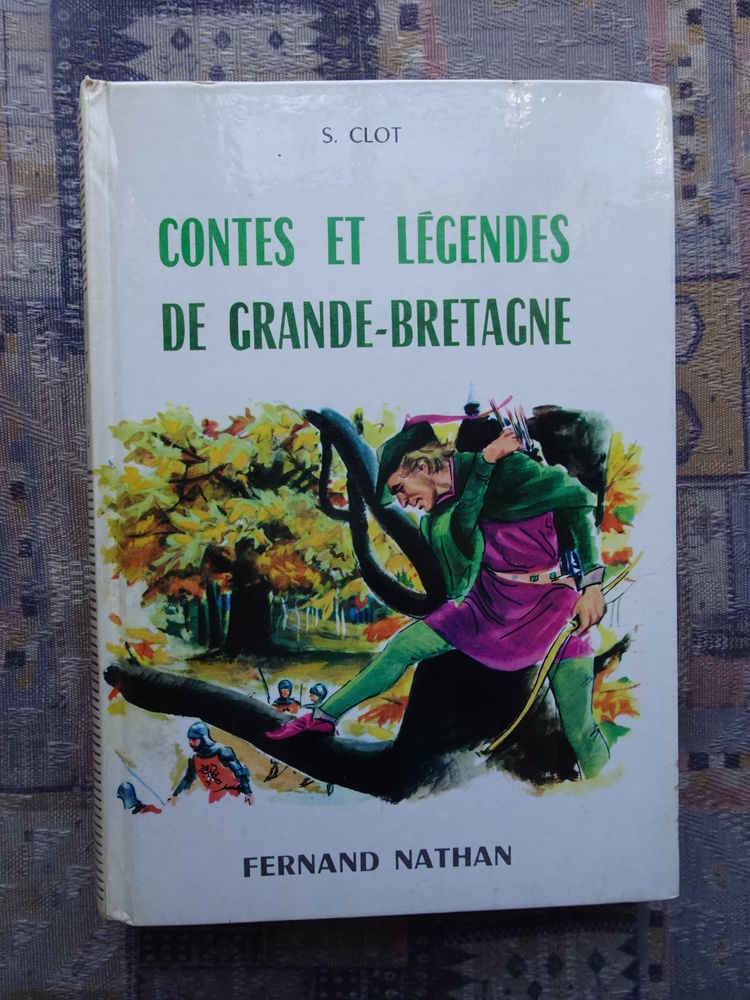 S. CLOT
CONTES ET LÉGENDES
DE GRANDE-BRETAGNE
FERNAND NATHAN